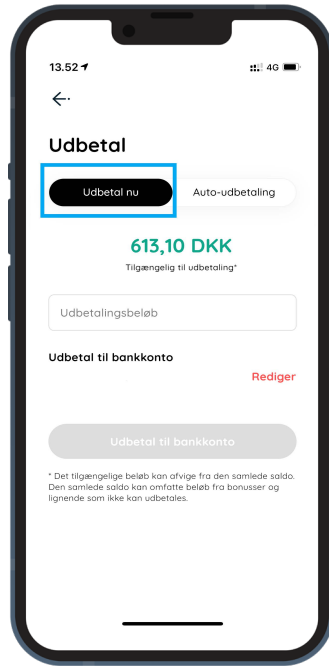 13.52
4G
Udbetal
Udbetal nu
Auto-udbetaling
613,10 DKK
Tilgængelig til udbetaling*
Udbetalingsbeløb
Udbetal til bankkonto
Rediger
Udbetal til bankkonto
* Det tilgængelige beløb kan afvige fra den samlede saldo.
Den samlede saldo kan omfatte beløb fra bonusser og
lignende som ikke kan udbetales.